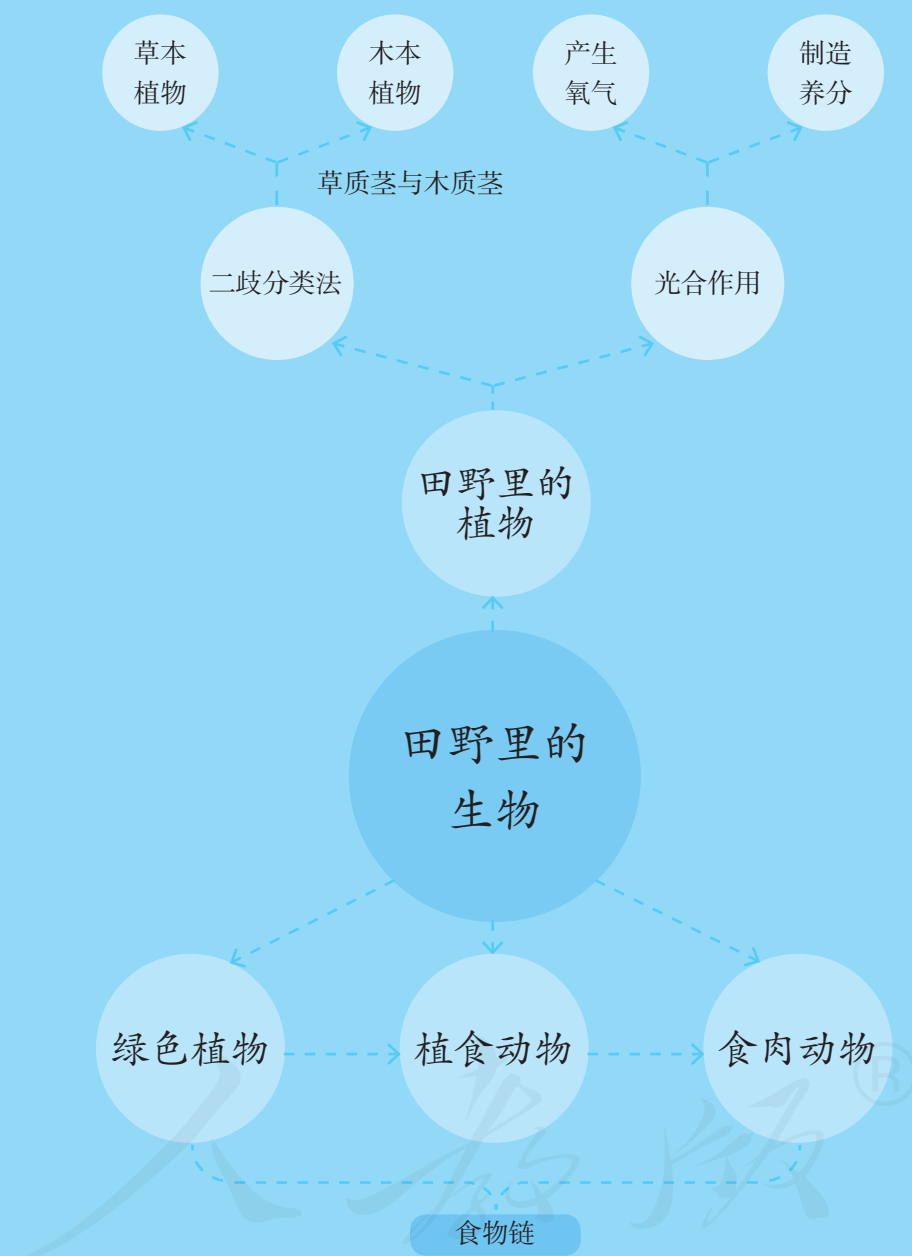 草本
植物
木本
植物
产生
氧气
制造
养分
草质茎与木质茎
二歧分类法
光合作用
田野里的
植物
田野里的
生物
绿色植物
植食动物
食肉动物
人教版®
食物链